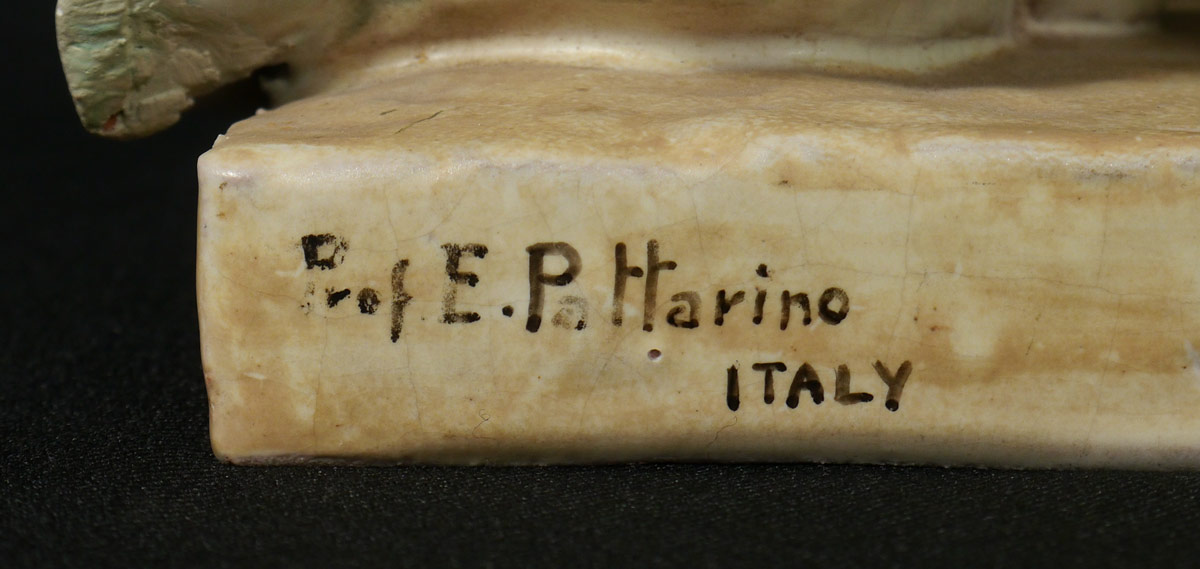 Prof. E. Pattarino
ITALY